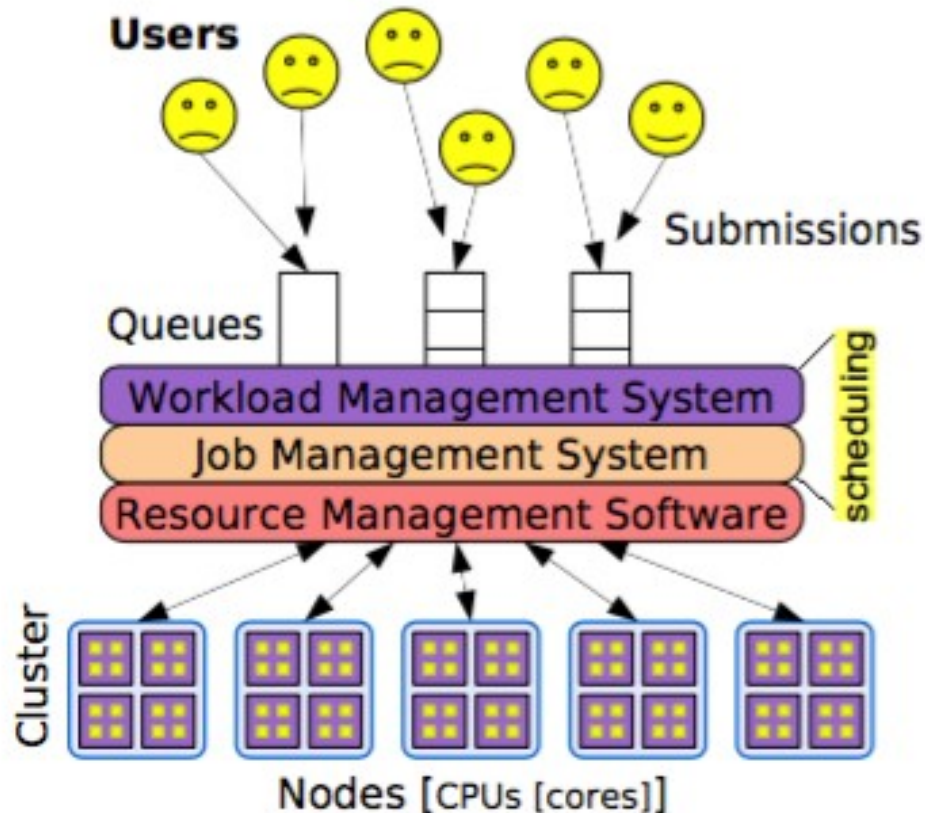 Users
Submissions
Queues
Workload Management System
Job Management System
Resource Management Software
scheduling
Cluster
Nodes [CPUs [cores]]